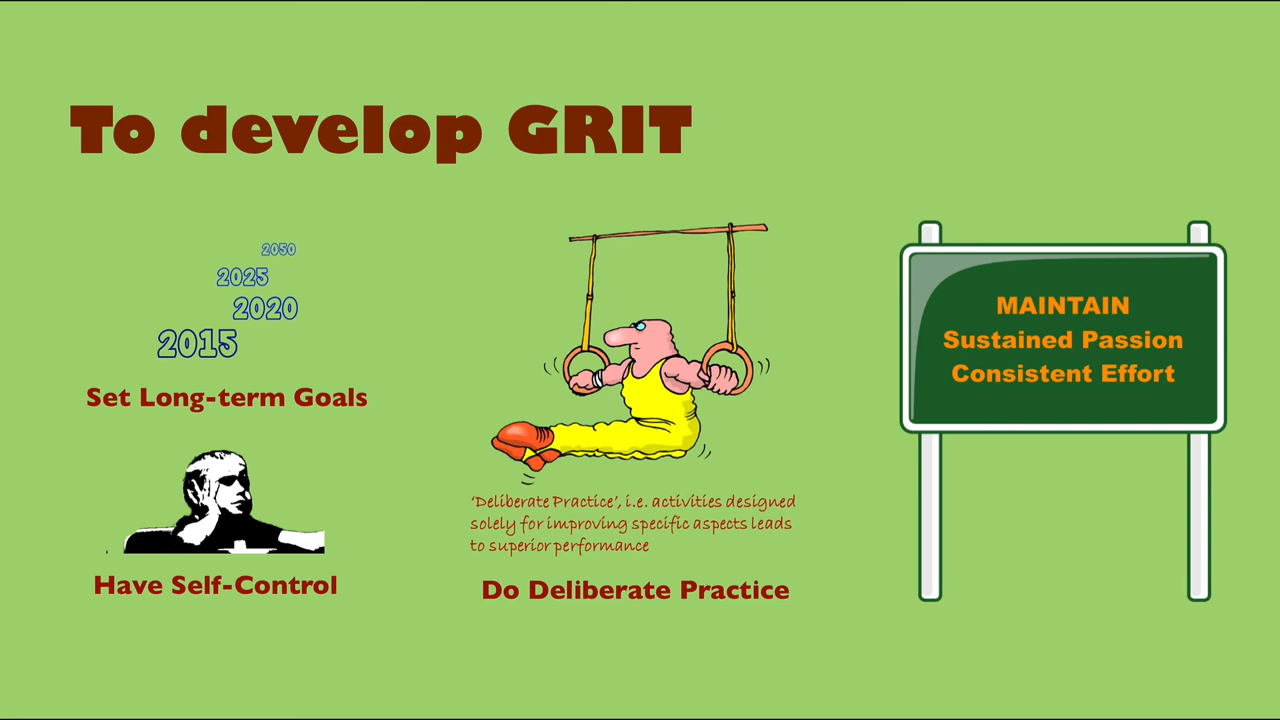 To develop GRIT
2050
2025
2020
2015
Set Long-term Goals
Have Self-Control
‘Deliberate Practice’, i.e. activities designed
solely for improving specific aspects leads
to superior performance
Do Deliberate Practice
MAINTAIN
Sustained Passion
Consistent Effort